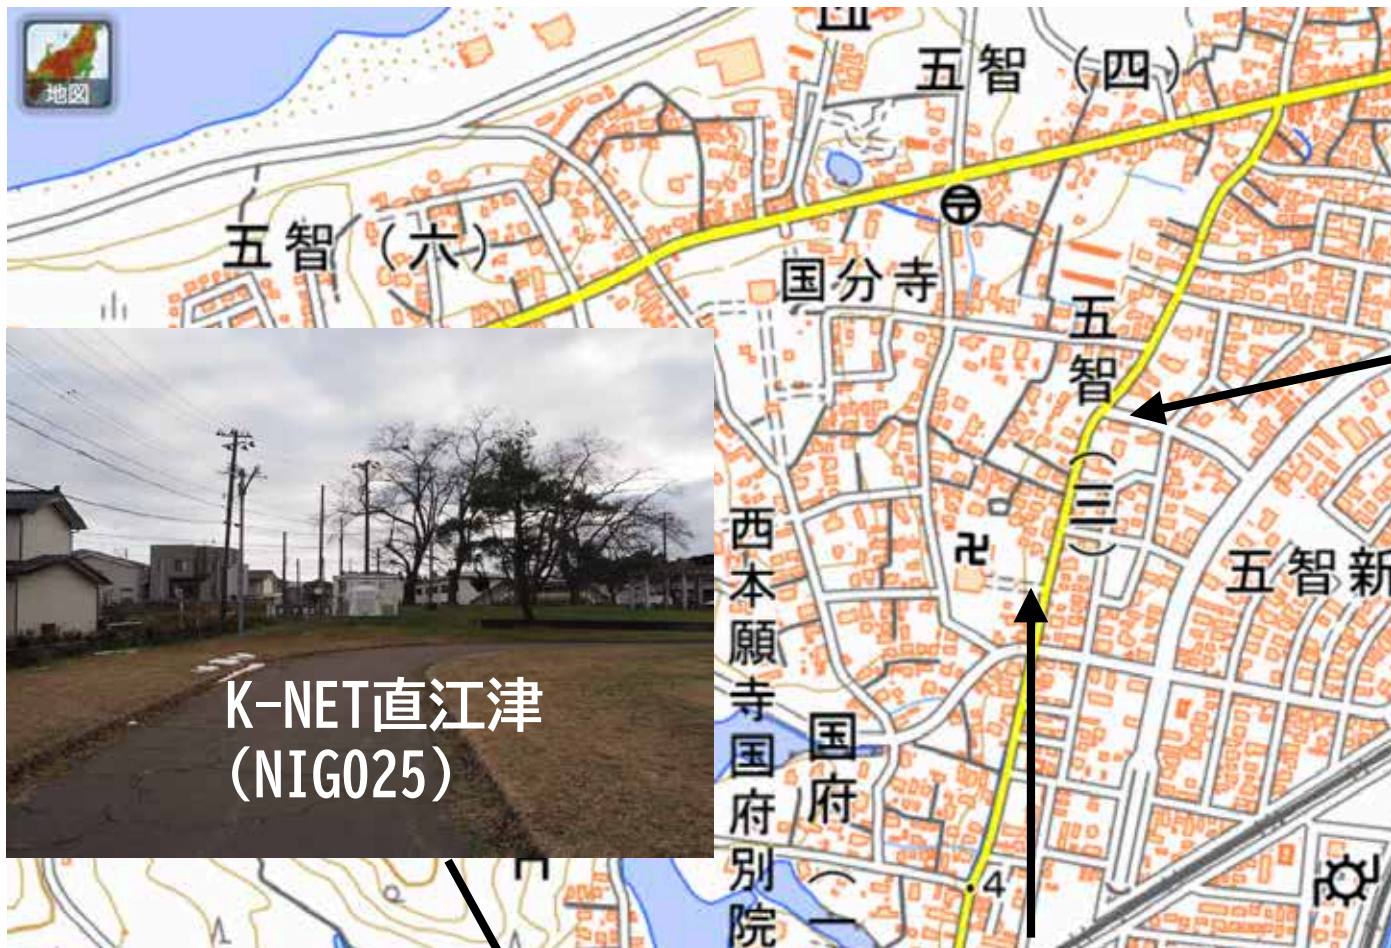 地図
五智（四）
五智（六）
国分寺
五智（三）
五智新
西本願寺国府別院
国府（一
4
K-NET直江津
(NIG025)